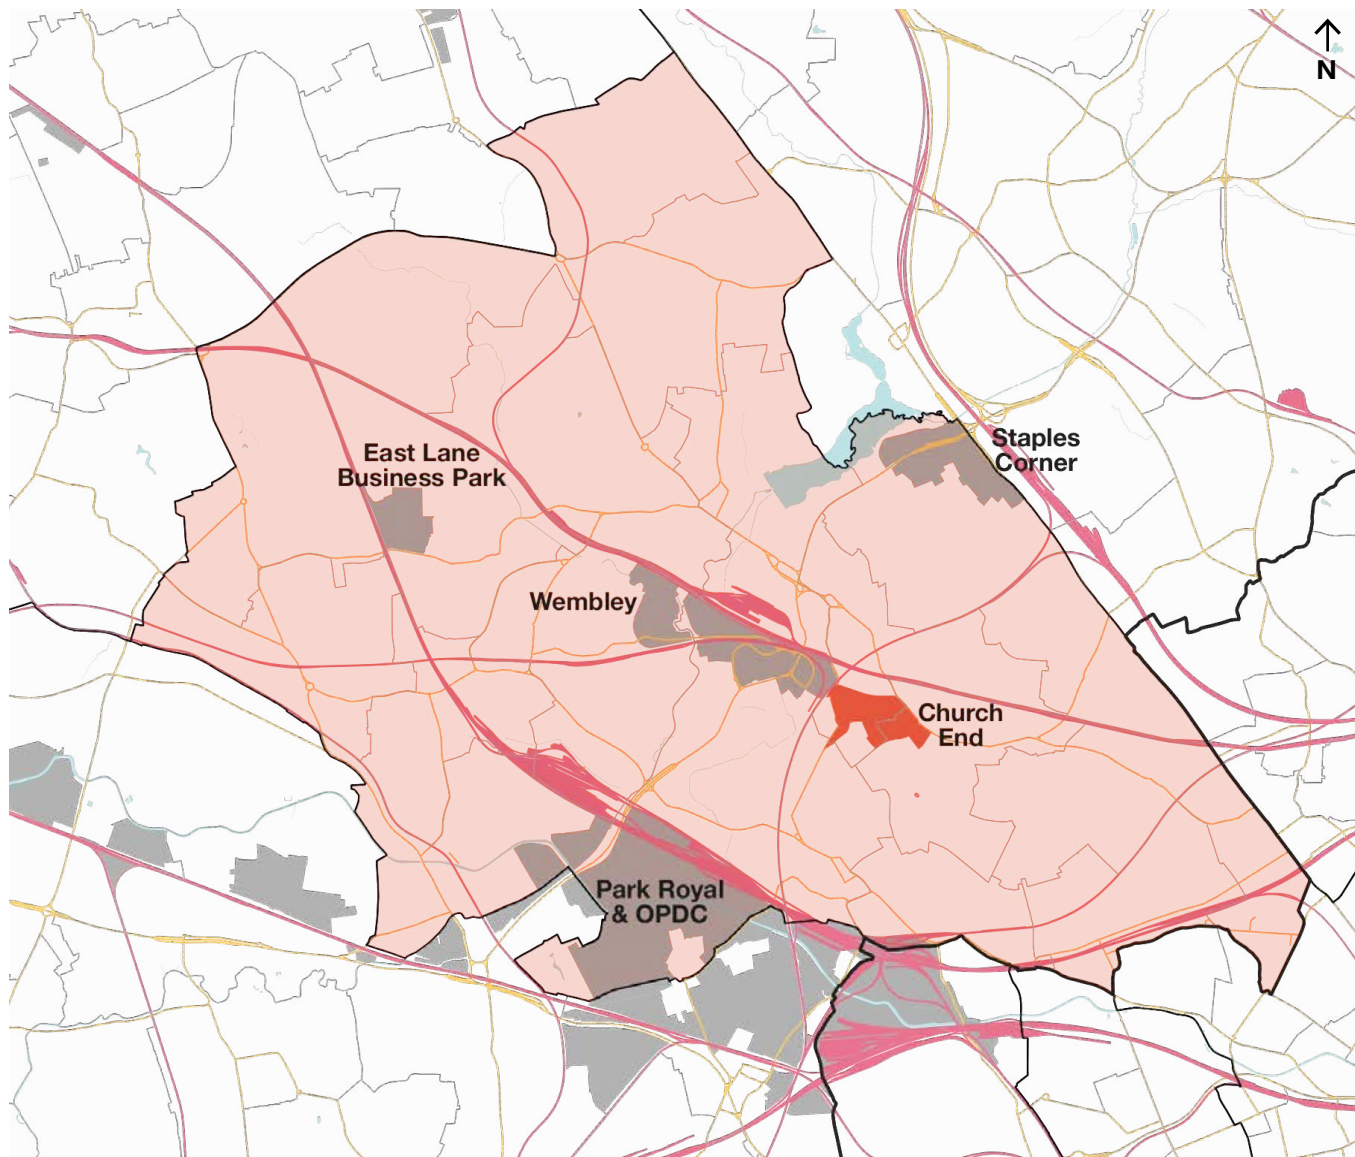 N
Staples
Corner
East Lane
Business Park
Wembley
Church
End
Park Royal
& OPDC